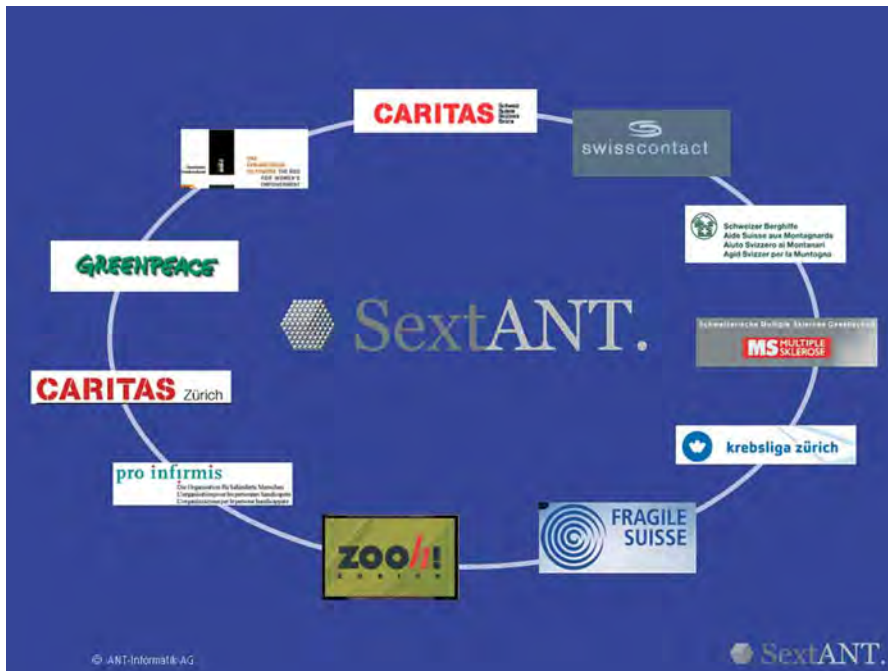 CARITAS
Schweiz
Suisse
Svizzera
Svizra
swisscontact
FOR WOMEN'S
EMPOWERMENT
Schweizer Berghilfe
Aide Suisse aux Montagnards
Aiuto Svizzero ai Montanari
Agid Svizzer per la Muntogna
GREENPEACE
SextANT.
Schweizerische Multiple Sklerose Gesellschaft
MS MULTIPLE
SKLEROSE
CARITAS Zürich
krebsliga zürich
pro infirmis
Die Organisation für behinderte Menschen
L'organisation pour les personnes handicapées
L'organizzazione per le persone handicappate
FRAGILE
SUISSE
ZOOh!
ZÜRICH
© ANT-Informatik-AG
SextANT.